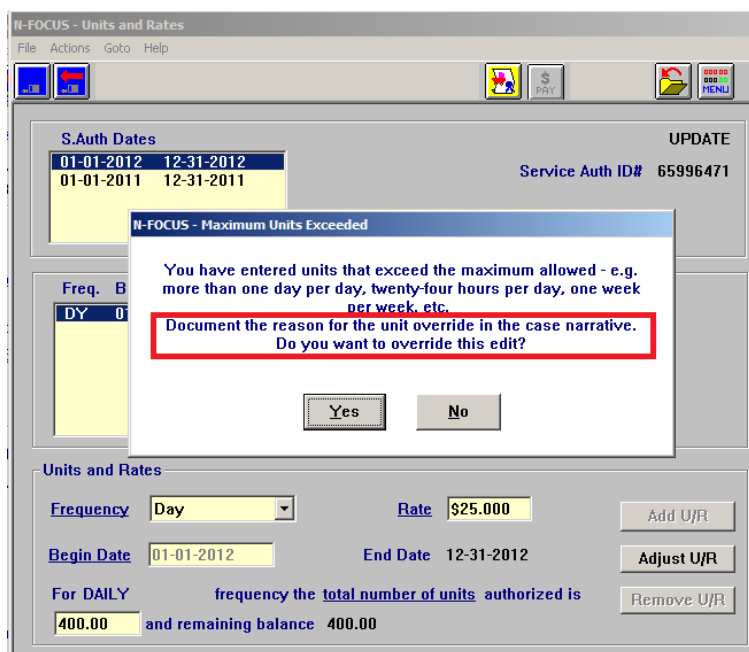 N-FOCUS - Units and Rates
File Actions Goto Help
$ PAY
MENU
S.Auth Dates
UPDATE
01-01-2012 12-31-2012
01-01-2011 12-31-2011
Service Auth ID# 65996471
N-FOCUS - Maximum Units Exceeded
You have entered units that exceed the maximum allowed - e.g.
more than one day per day, twenty-four hours per day, one week
per week, etc.
Document the reason for the unit override in the case narrative.
Do you want to override this edit?
Yes No
Freq. B
DY 0
Units and Rates
Frequency Day Rate $25.000
Add U/R
Begin Date 01-01-2012 End Date 12-31-2012
Adjust U/R
For DAILY frequency the total number of units authorized is
Remove U/R
400.00 and remaining balance 400.00